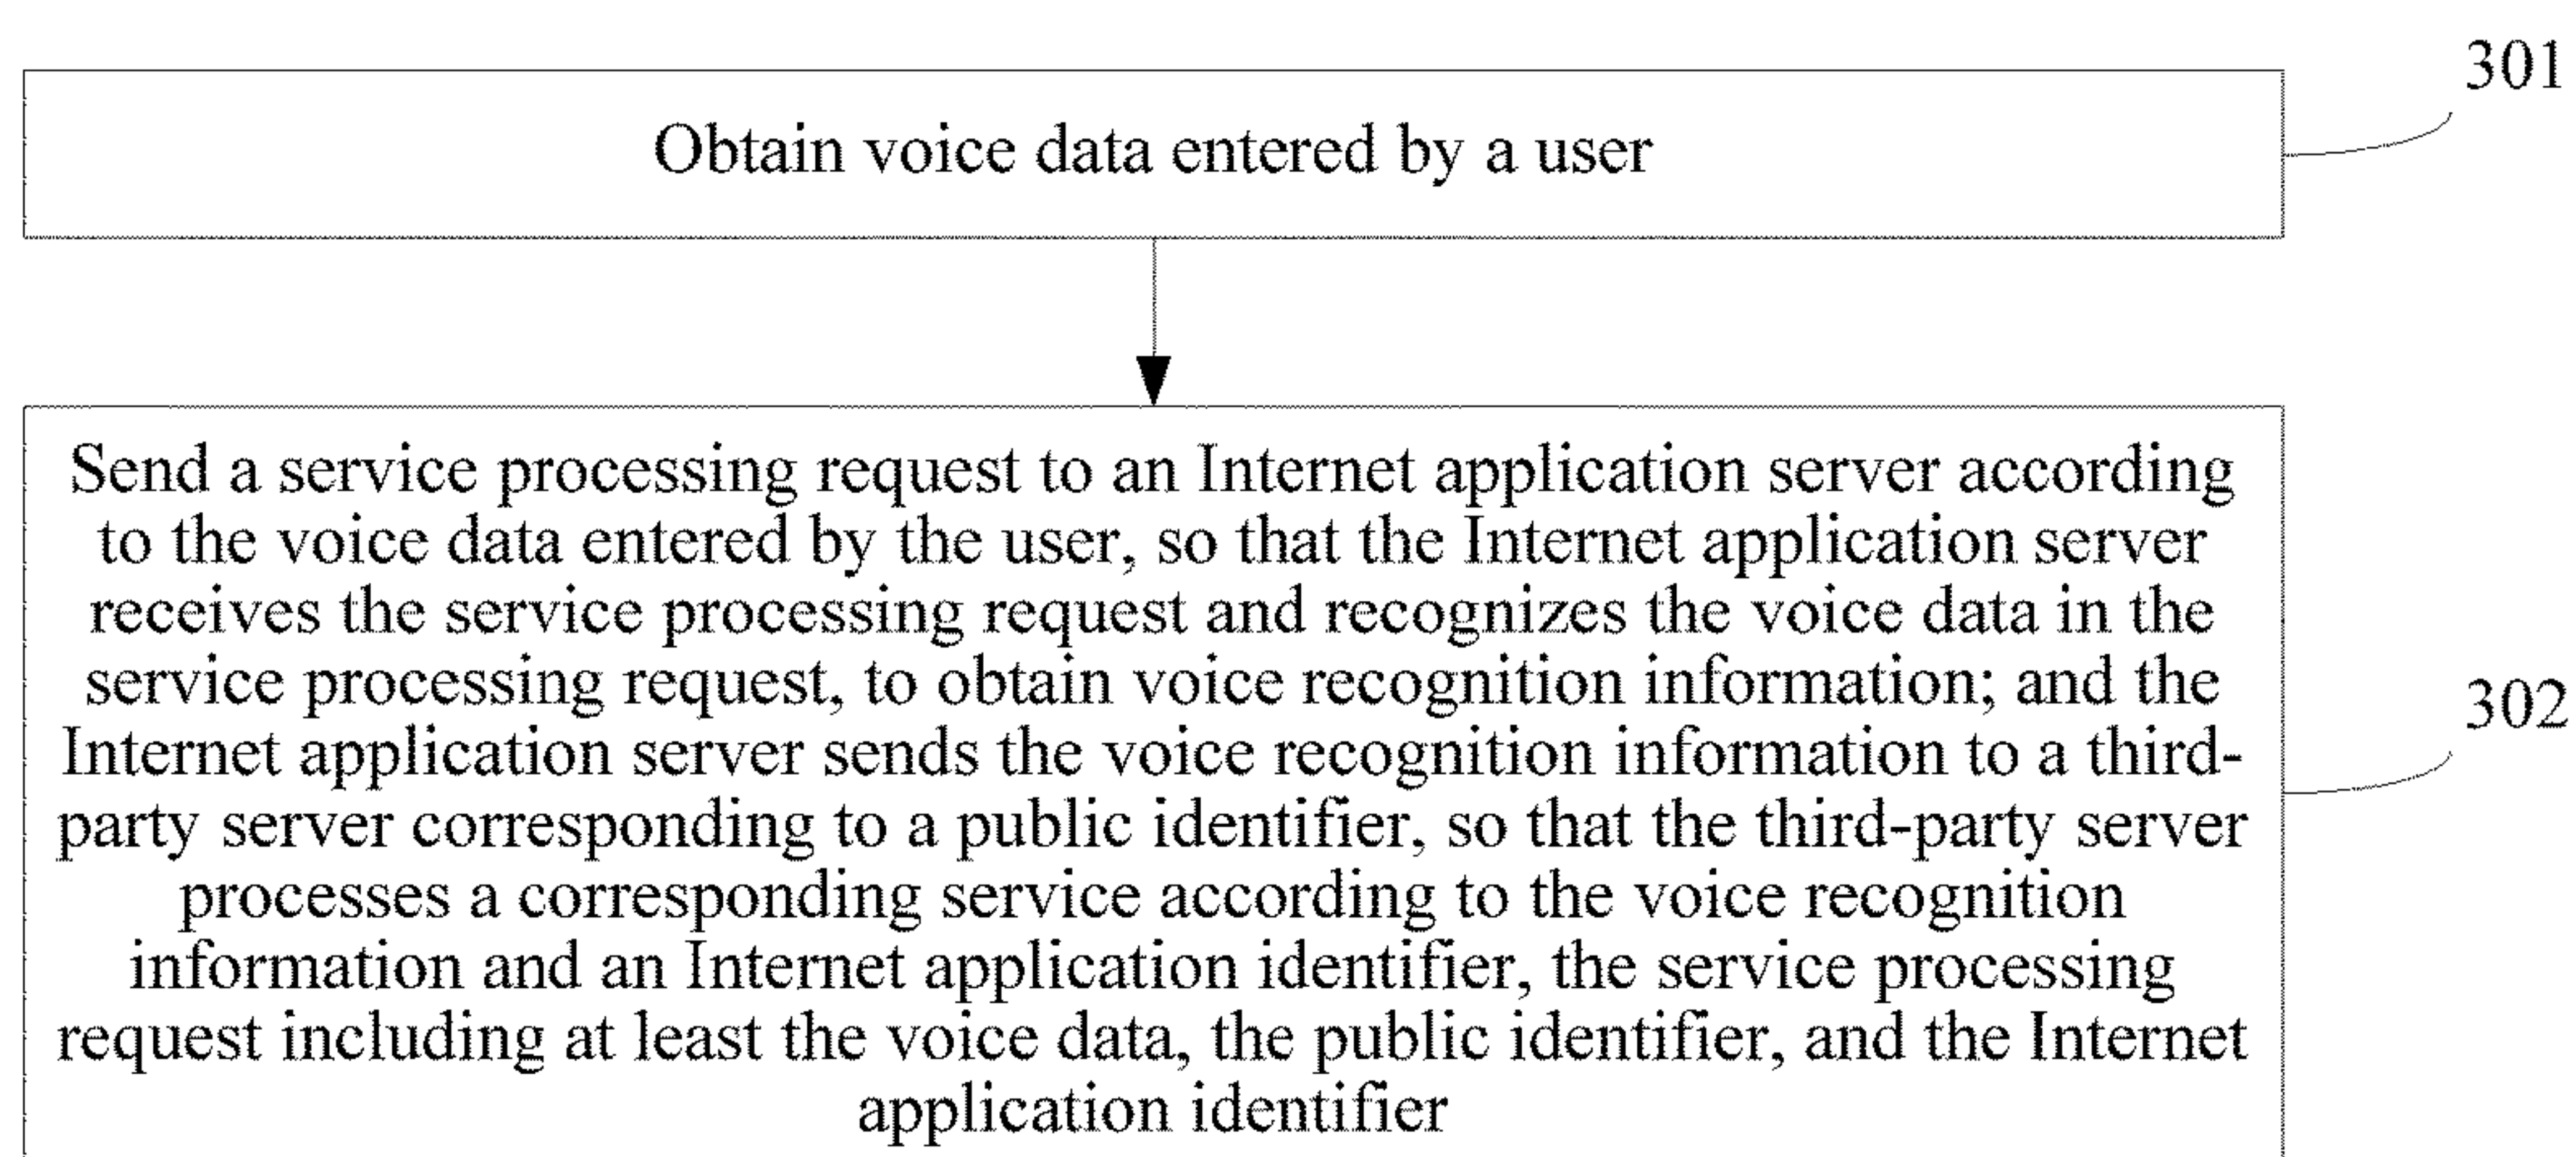 301
Obtain voice data entered by a user
Send a service processing request to an Internet application server according
to the voice data entered by the user, so that the Internet application server
receives the service processing request and recognizes the voice data in the
service processing request, to obtain voice recognition information; and the
Internet application server sends the voice recognition information to a third-
party server corresponding to a public identifier, so that the third-party server
processes a corresponding service according to the voice recognition
information and an Internet application identifier, the service processing
request including at least the voice data, the public identifier, and the Internet
application identifier
302